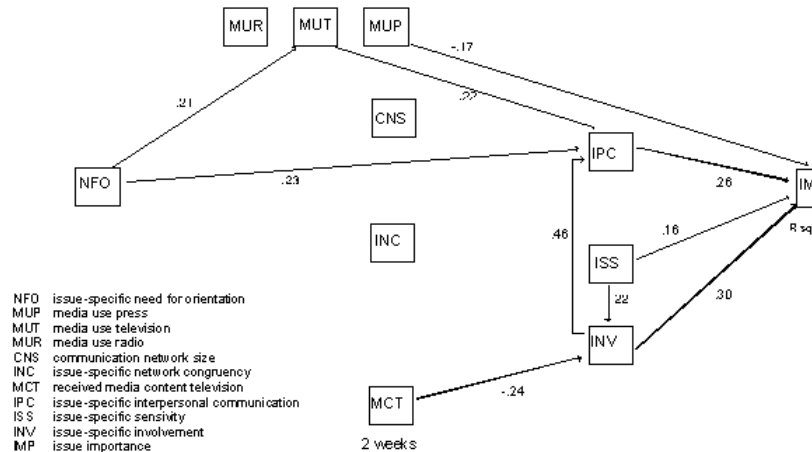 MUR MUT MUP
-.17
.21
.22
CNS
IPC
NFO
.23
.26
IM
R sq
INC
.46
.16
ISS
.22
.30
INV
-.24
MCT
2 weeks
NFO issue-specific need for orientation
MUP media use press
MUT media use television
MUR media use radio
CNS communication network size
INC issue-specific network congruency
MCT received media content television
IPC issue-specific interpersonal communication
ISS issue-specific sensivity
INV issue-specific involvement
IMP issue importance